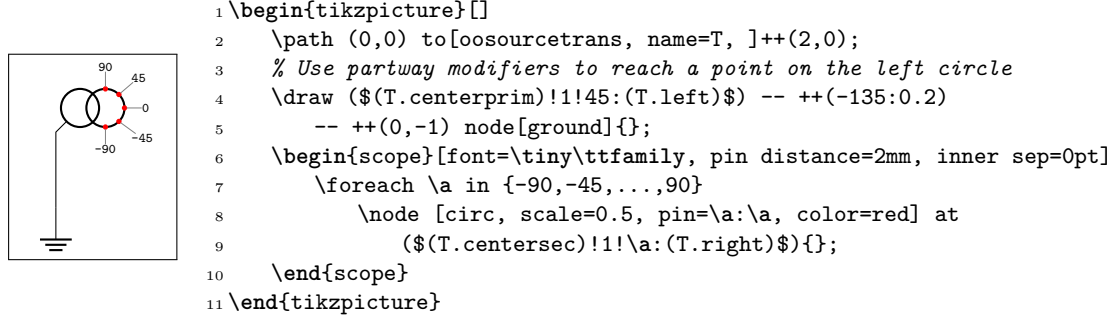 90
45
0
−45
−90
1 \begin{tikzpicture}[]
2     \path (0,0) to[oosourcetrans, name=T, ]++(2,0);
3     % Use partway modifiers to reach a point on the left circle
4     \draw ($(T.centerprim)!1!45:(T.left)$) -- ++(-135:0.2)
5         -- ++(0,-1) node[ground]{};
6     \begin{scope}[font=\tiny\ttfamily, pin distance=2mm, inner sep=0pt]
7         \foreach \a in {-90,-45,...,90}
8             \node [circ, scale=0.5, pin=\a:\a, color=red] at
9                 ($(T.centersec)!1!\a:(T.right)$){};
10     \end{scope}
11 \end{tikzpicture}